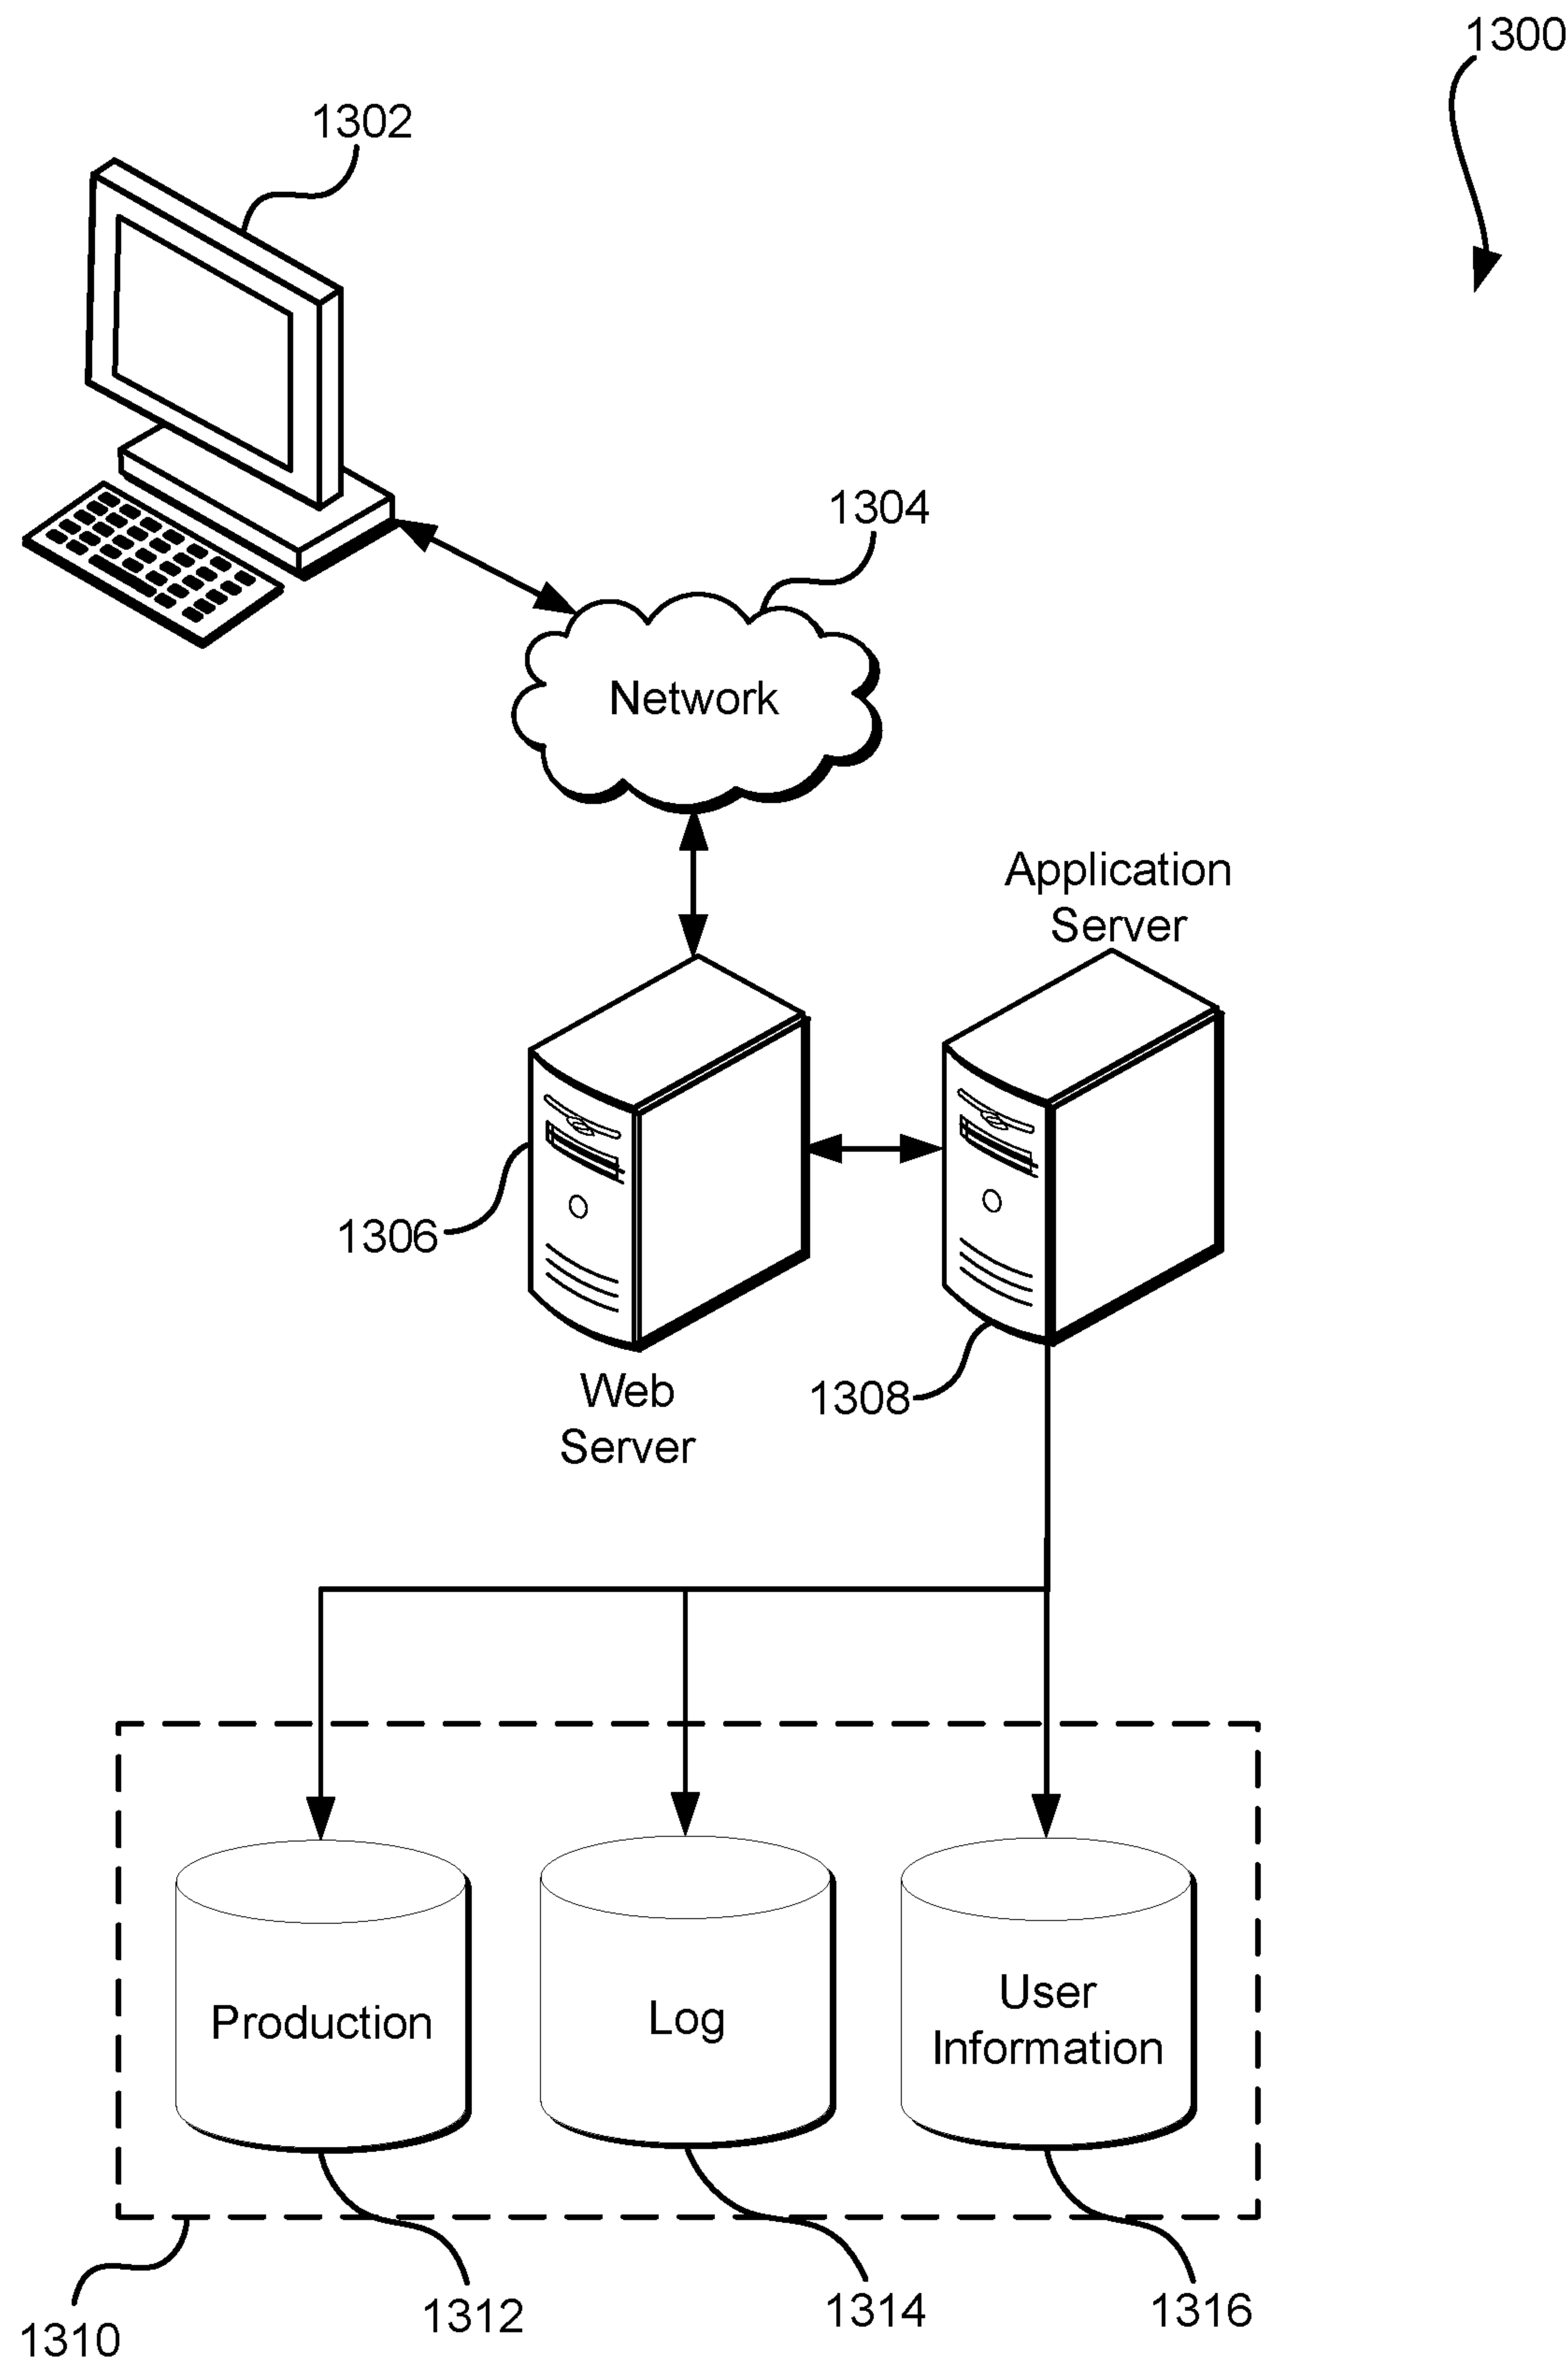 1300
1302
1304
Network
Application
Server
1306
Web
Server
1308
Production
Log
User
Information
1310
1312
1314
1316